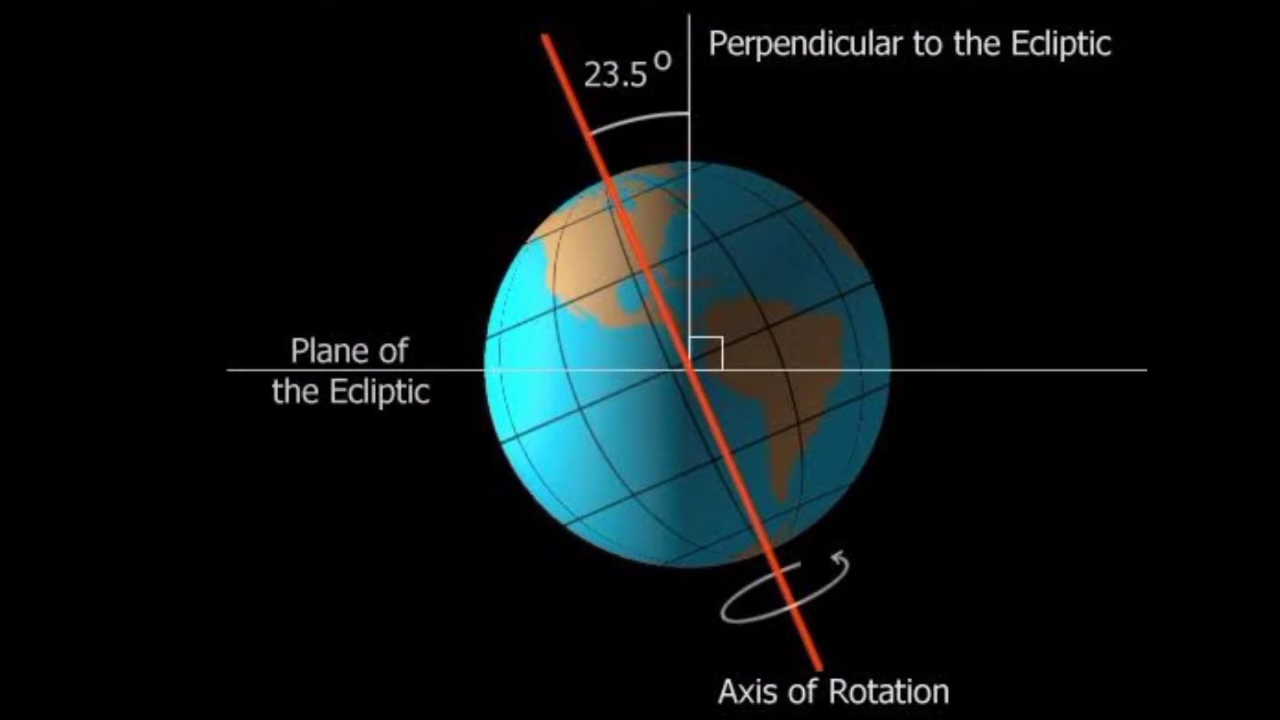 Perpendicular to the Ecliptic
23.5°
Plane of
the Ecliptic
Axis of Rotation